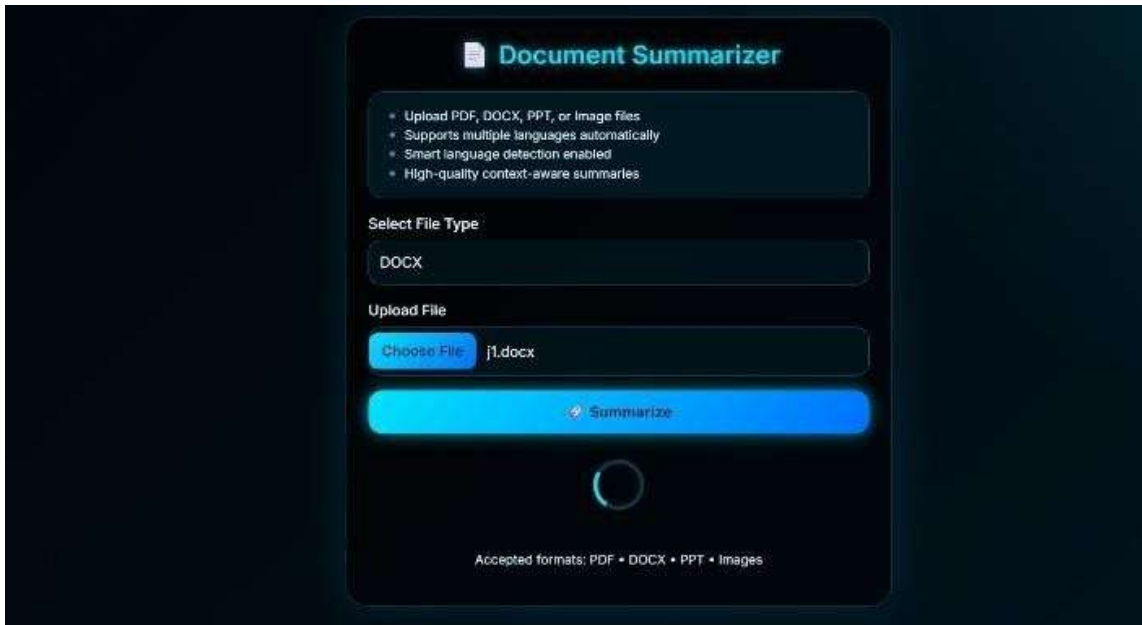 Document Summarizer
Upload PDF, DOCX, PPT, or Image files
Supports multiple languages automatically
Smart language detection enabled
High-quality context-aware summaries
Select File Type
DOCX
Upload File
Choose File j1.docx
Summarize
Accepted formats: PDF • DOCX • PPT • Images